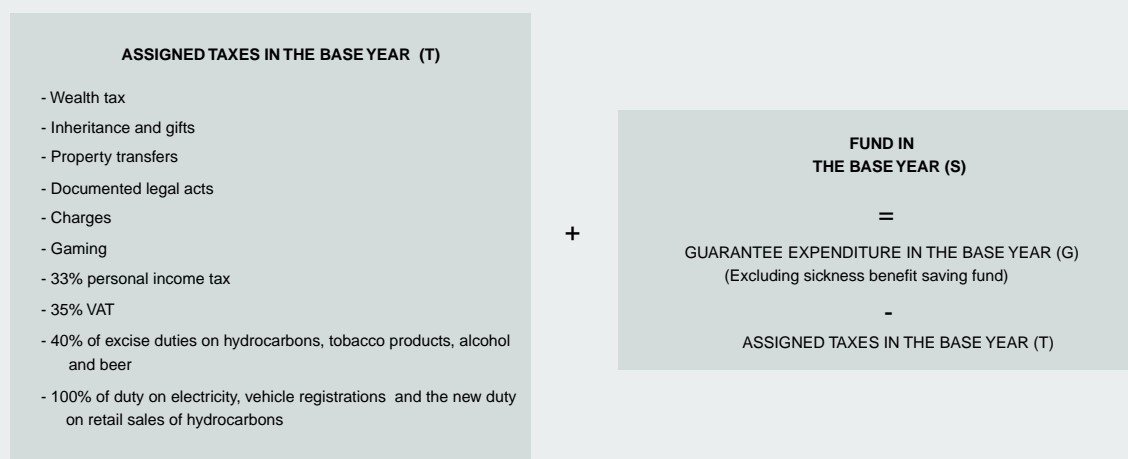 ASSIGNED TAXES IN THE BASE YEAR (T)
- Wealth tax
- Inheritance and gifts
- Property transfers
- Documented legal acts
- Charges
- Gaming
- 33% personal income tax
- 35% VAT
- 40% of excise duties on hydrocarbons, tobacco products, alcohol
and beer
- 100% of duty on electricity, vehicle registrations and the new duty
on retail sales of hydrocarbons
+
FUND IN
THE BASE YEAR (S)
=
GUARANTEE EXPENDITURE IN THE BASE YEAR (G)
(Excluding sickness benefit saving fund)
-
ASSIGNED TAXES IN THE BASE YEAR (T)